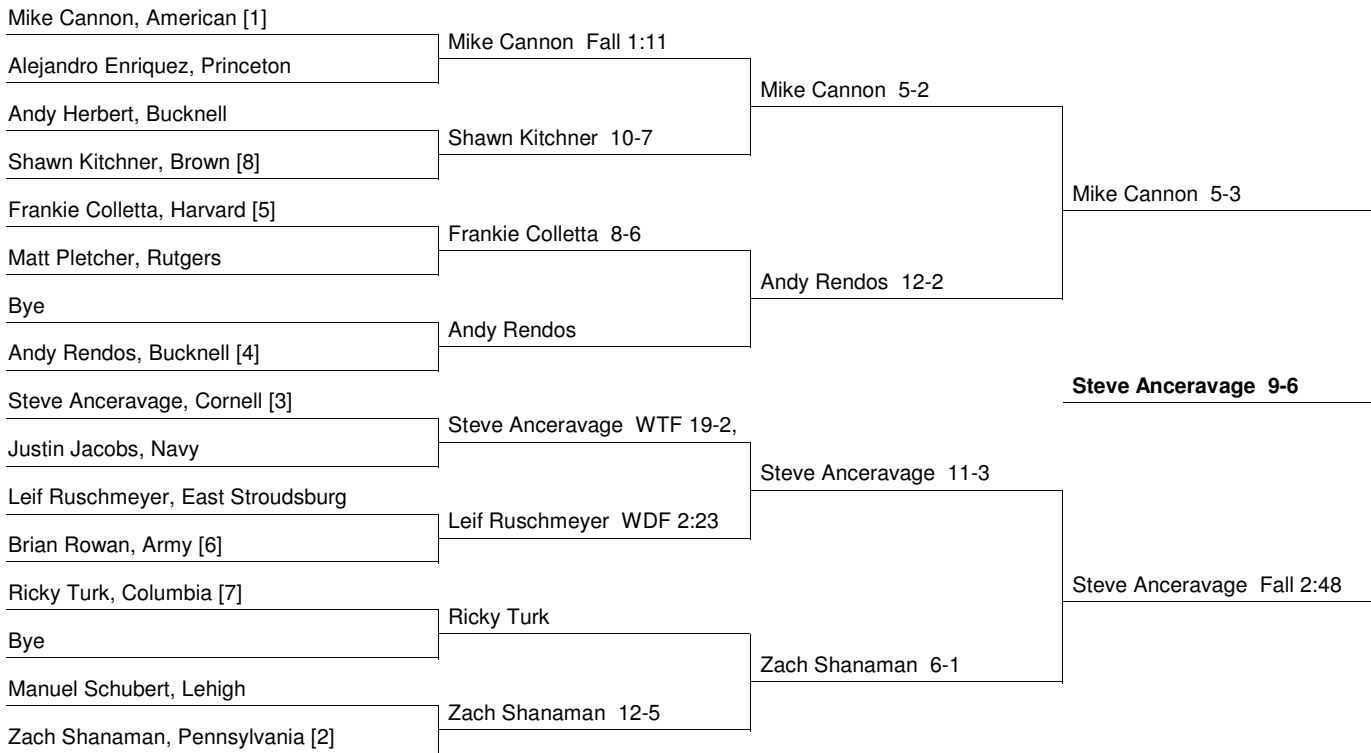 Mike Cannon, American [1]
Alejandro Enriquez, Princeton
Andy Herbert, Bucknell
Shawn Kitchner, Brown [8]
Frankie Colletta, Harvard [5]
Matt Pletcher, Rutgers
Bye
Andy Rendos, Bucknell [4]
Steve Anceravage, Cornell [3]
Justin Jacobs, Navy
Leif Ruschmeyer, East Stroudsburg
Brian Rowan, Army [6]
Ricky Turk, Columbia [7]
Bye
Manuel Schubert, Lehigh
Zach Shanaman, Pennsylvania [2]
Mike Cannon Fall 1:11
Shawn Kitchner 10-7
Frankie Colletta 8-6
Andy Rendos
Steve Anceravage WTF 19-2,
Leif Ruschmeyer WDF 2:23
Ricky Turk
Zach Shanaman 12-5
Mike Cannon 5-2
Andy Rendos 12-2
Steve Anceravage 11-3
Zach Shanaman 6-1
Mike Cannon 5-3
Steve Anceravage Fall 2:48
Steve Anceravage 9-6